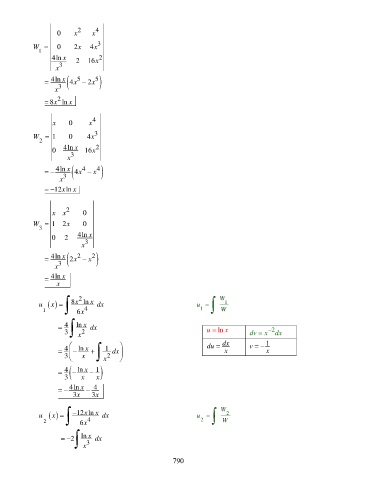 W₁ = | 0 x² x⁴ |
| 0 2x 4x³ |
| 4ln x/x³ 2 16x² |
= 4ln x/x³ (4x⁵ − 2x⁵)
= 8x² ln x
W₂ = | x 0 x⁴ |
| 1 0 4x³ |
| 0 4ln x/x³ 16x² |
= − 4ln x/x³ (4x⁴ − x⁴)
= −12x ln x
W₃ = | x x² 0 |
| 1 2x 0 |
| 0 2 4ln x/x³ |
= 4ln x/x³ (2x² − x²)
= 4ln x/x
u₁(x) = ∫ 8x² ln x/6x⁴ dx u₁ = ∫ W₁/W
= 4/3 ∫ ln x/x² dx
u = ln x dv = x⁻² dx
du = dx/x v = − 1/x
= 4/3 (− ln x/x + ∫ 1/x² dx)
= 4/3 (− ln x/x − 1/x)
= − 4ln x/3x − 4/3x
u₂(x) = ∫ −12x ln x/6x⁴ dx u₂ = ∫ W₂/W
= −2 ∫ ln x/x³ dx
790